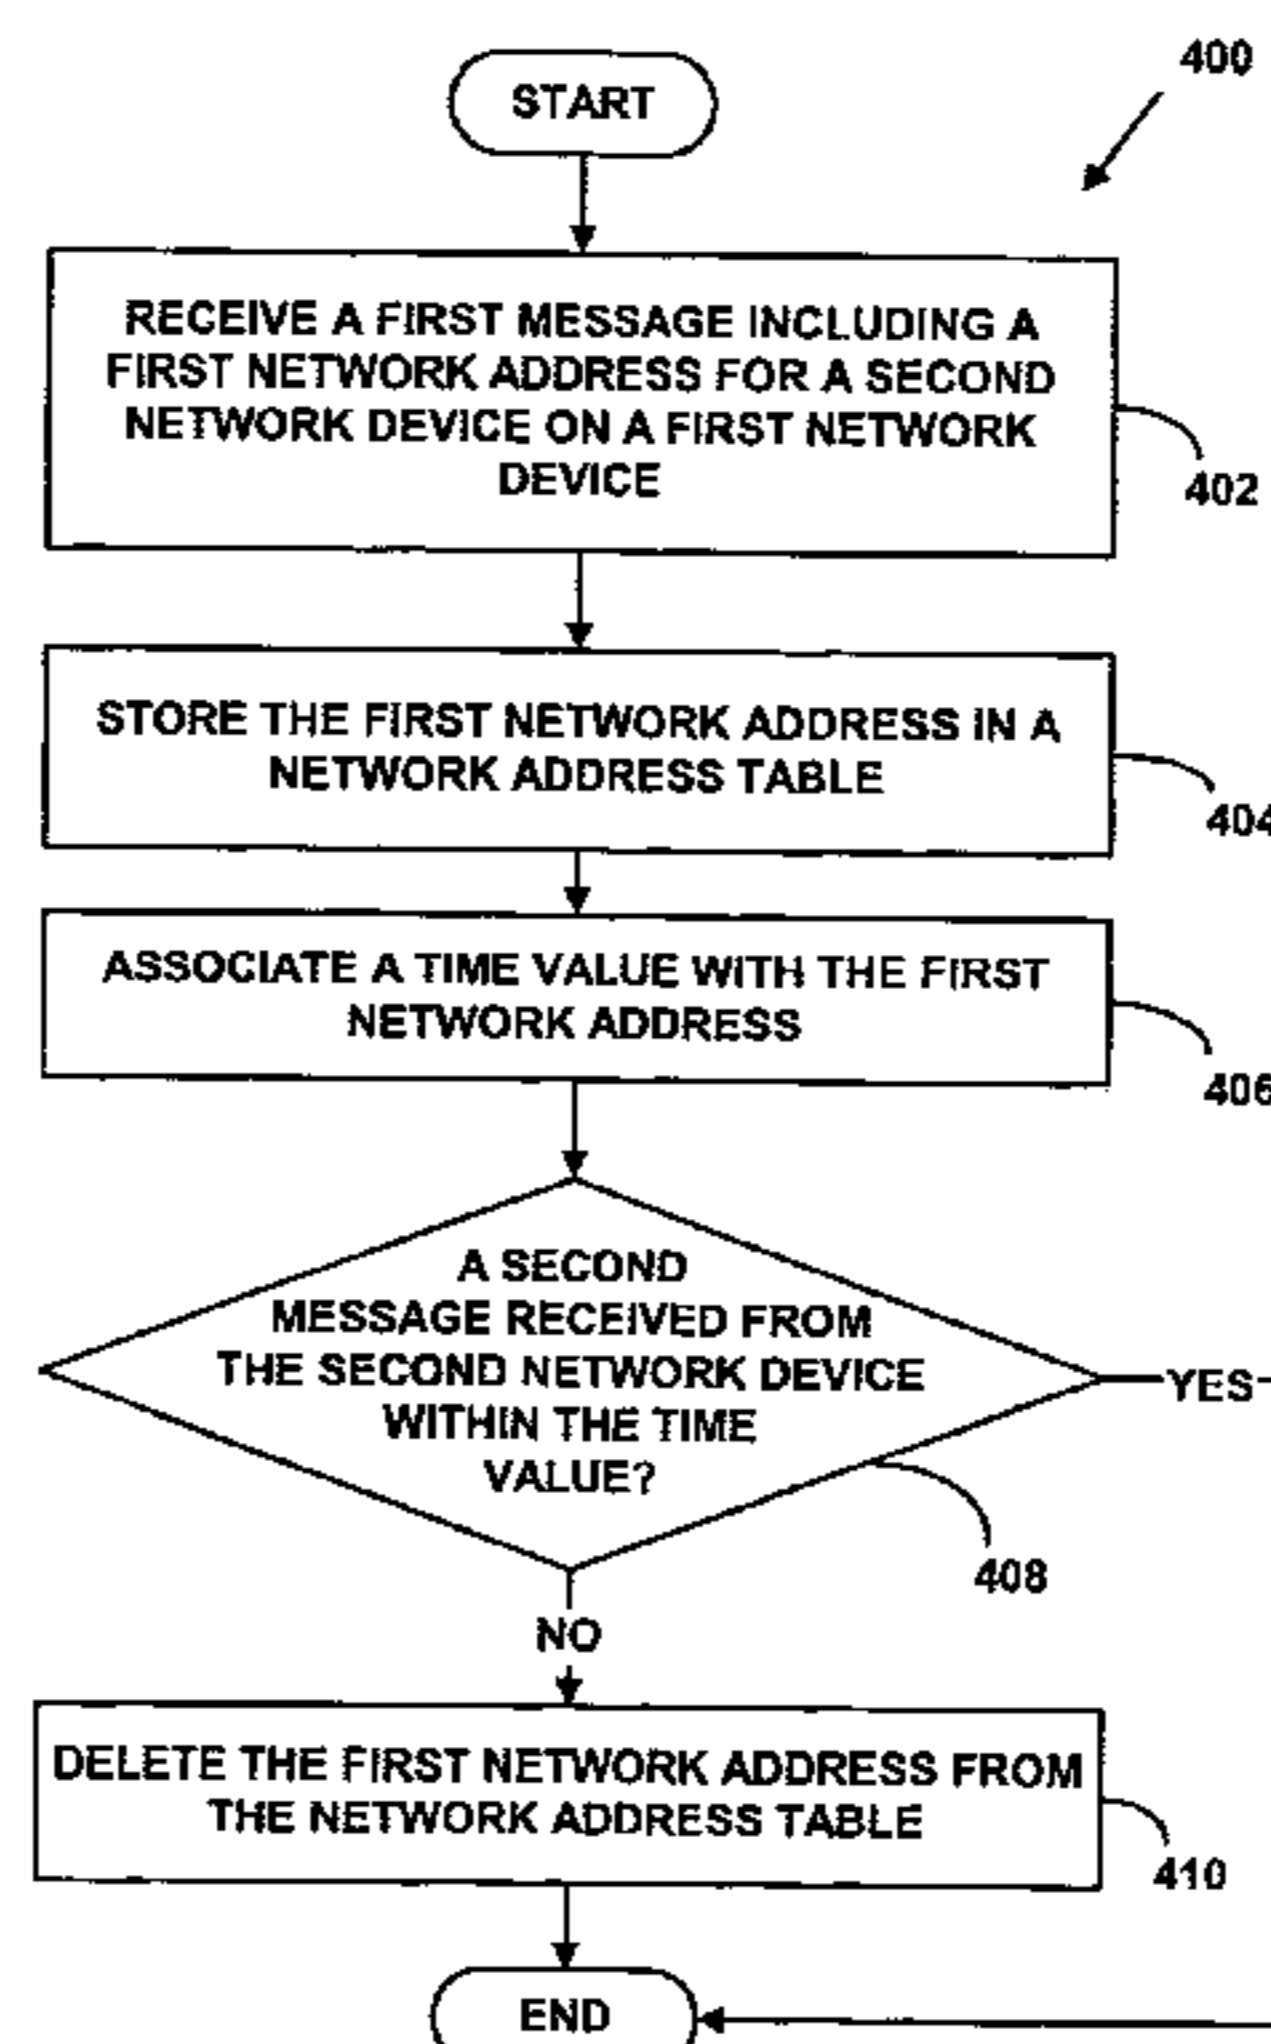 START
400
RECEIVE A FIRST MESSAGE INCLUDING A
FIRST NETWORK ADDRESS FOR A SECOND
NETWORK DEVICE ON A FIRST NETWORK
DEVICE
402
STORE THE FIRST NETWORK ADDRESS IN A
NETWORK ADDRESS TABLE
404
ASSOCIATE A TIME VALUE WITH THE FIRST
NETWORK ADDRESS
406
A SECOND
MESSAGE RECEIVED FROM
THE SECOND NETWORK DEVICE
WITHIN THE TIME
VALUE?
YES
408
NO
DELETE THE FIRST NETWORK ADDRESS FROM
THE NETWORK ADDRESS TABLE
410
END